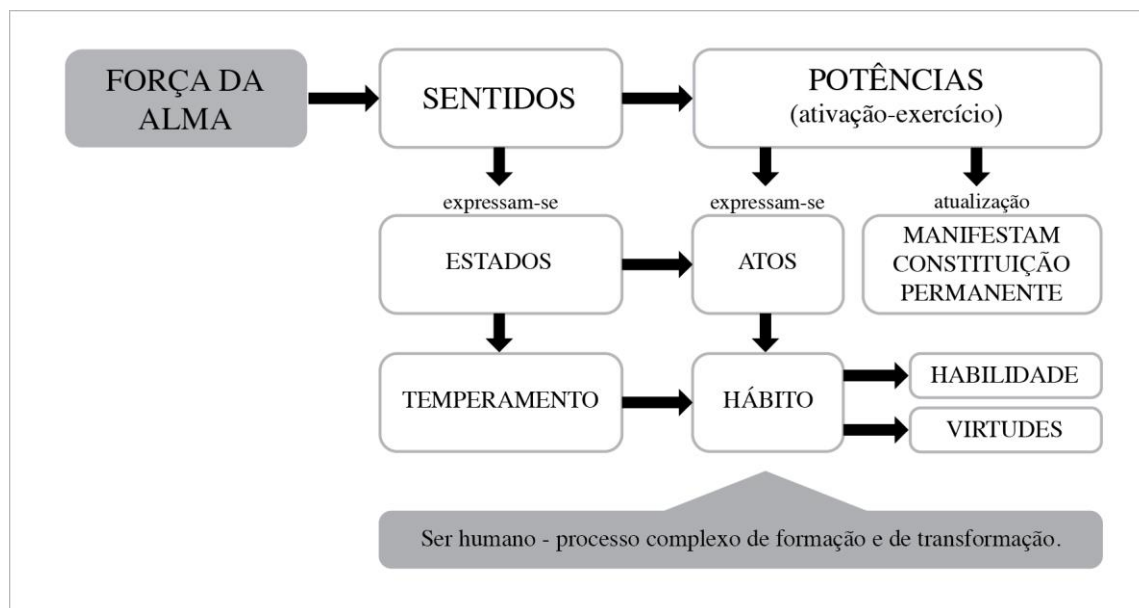 FORÇA DA
ALMA
SENTIDOS
POTÊNCIAS
(ativação-exercício)
expressam-se
expressam-se
atualização
ESTADOS
ATOS
MANIFESTAM
CONSTITUIÇÃO
PERMANENTE
TEMPERAMENTO
HÁBITO
HABILIDADE
VIRTUDES
Ser humano - processo complexo de formação e de transformação.